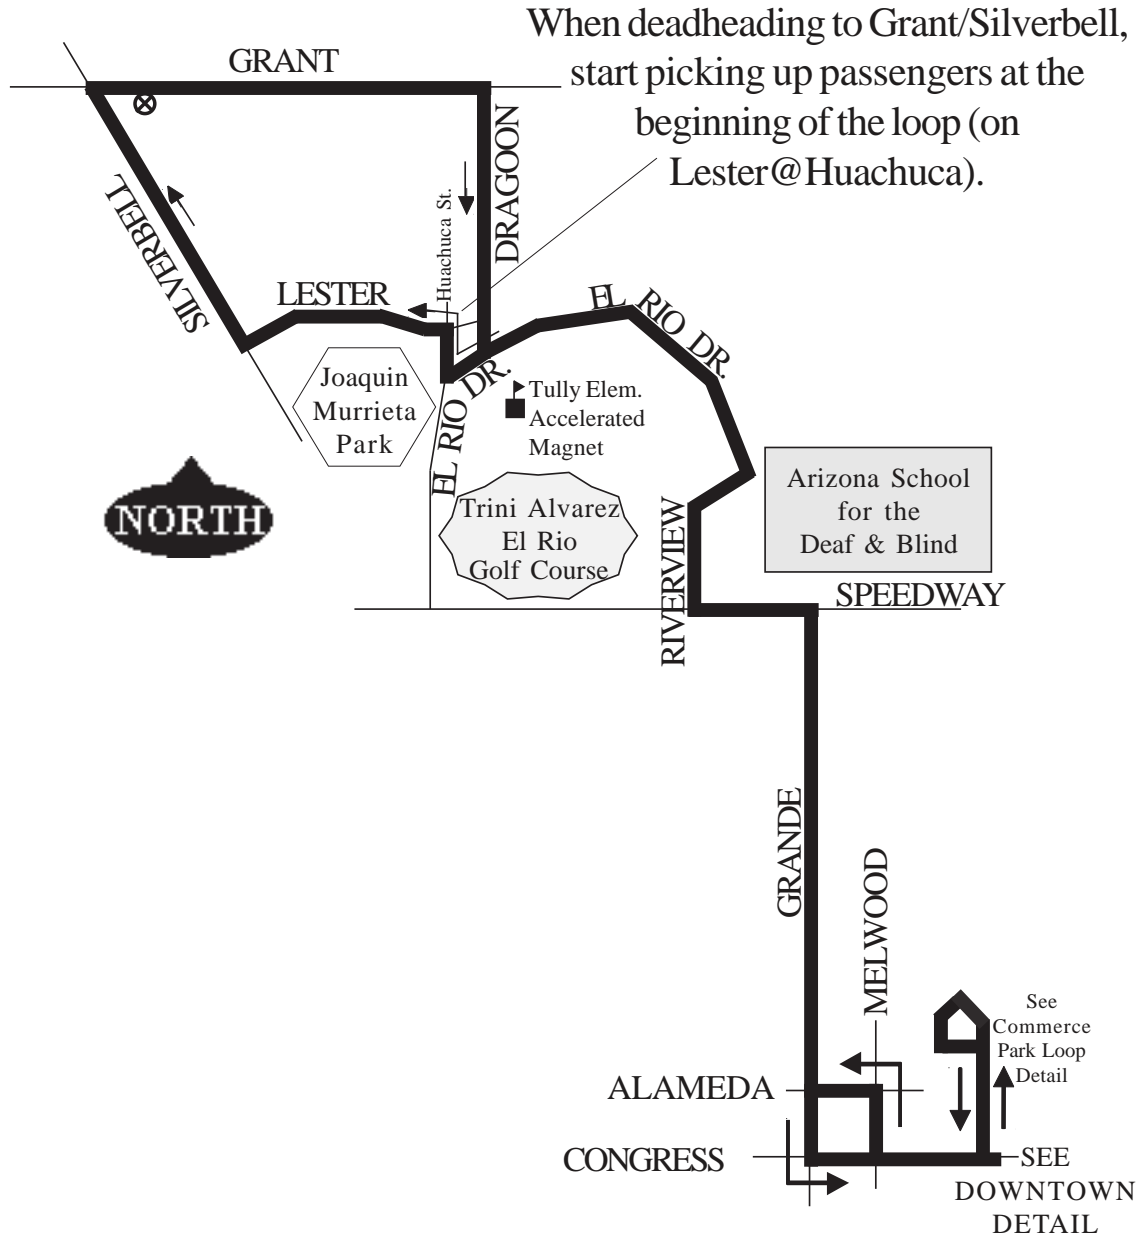 When deadheading to Grant/Silverbell,
start picking up passengers at the
beginning of the loop (on
Lester@Huachuca).
GRANT
DRAGOON
SILVERBELL
Huachuca St.
LESTER
EL RIO DR.
EL RIO DR.
Joaquin
Murrieta
Park
Tully Elem.
Accelerated
Magnet
NORTH
Trini Alvarez
El Rio
Golf Course
Arizona School
for the
Deaf & Blind
RIVERVIEW
SPEEDWAY
GRANDE
MELWOOD
See
Commerce
Park Loop
Detail
ALAMEDA
CONGRESS
SEE
DOWNTOWN
DETAIL